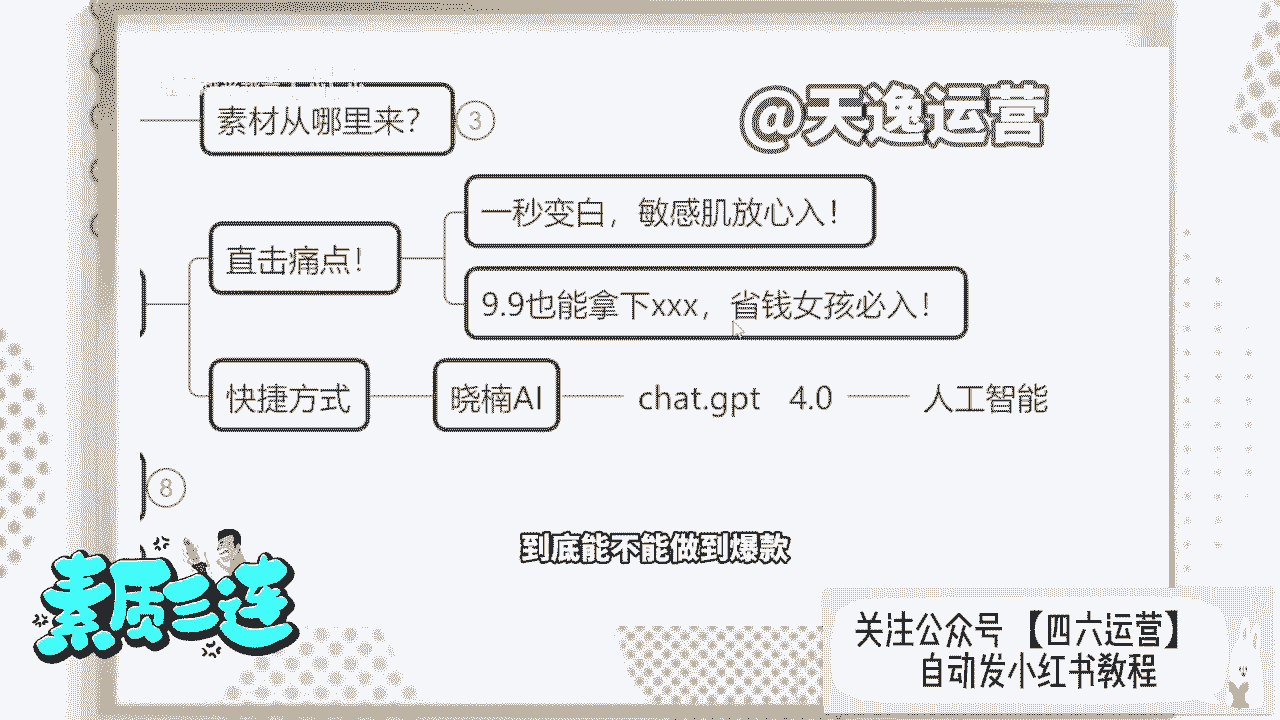 素材从哪里来？
3
@天逸运营
一秒变白，敏感肌放心入！
直击痛点！
9.9也能拿下xxx，省钱女孩必入！
快捷方式
晓楠AI
chat.gpt 4.0
人工智能
8
到底能不能做到爆款
素质三连
关注公众号【四六运营】
自动发小红书教程